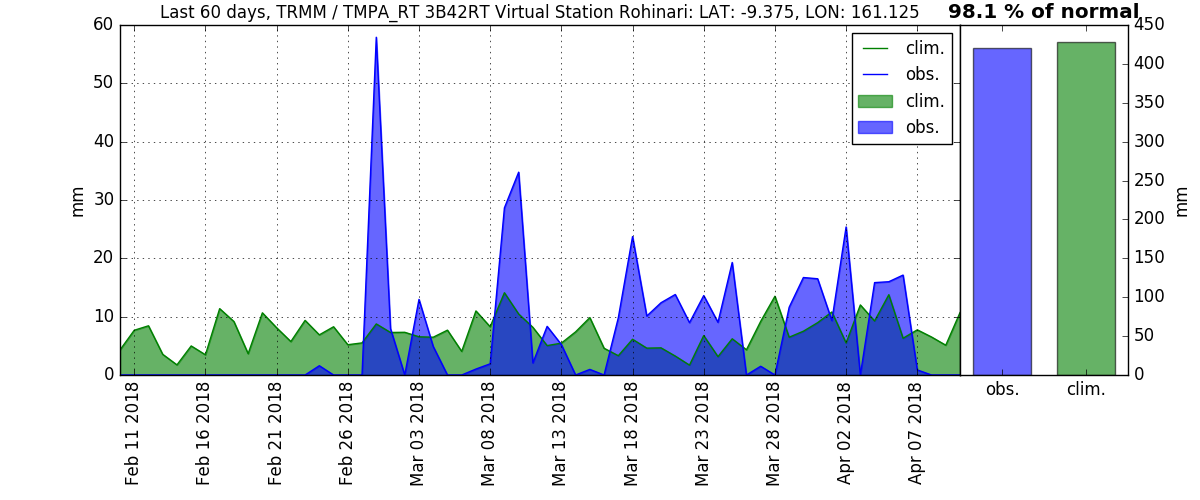 Last 60 days, TRMM / TMPA_RT 3B42RT Virtual Station Rohinari: LAT: -9.375, LON: 161.125
98.1 % of normal
60
50
40
30
20
10
0
mm
clim.
obs.
clim.
obs.
Feb 11 2018
Feb 16 2018
Feb 21 2018
Feb 26 2018
Mar 03 2018
Mar 08 2018
Mar 13 2018
Mar 18 2018
Mar 23 2018
Mar 28 2018
Apr 02 2018
Apr 07 2018
450
400
350
300
250
200
150
100
50
0
mm
obs.
clim.